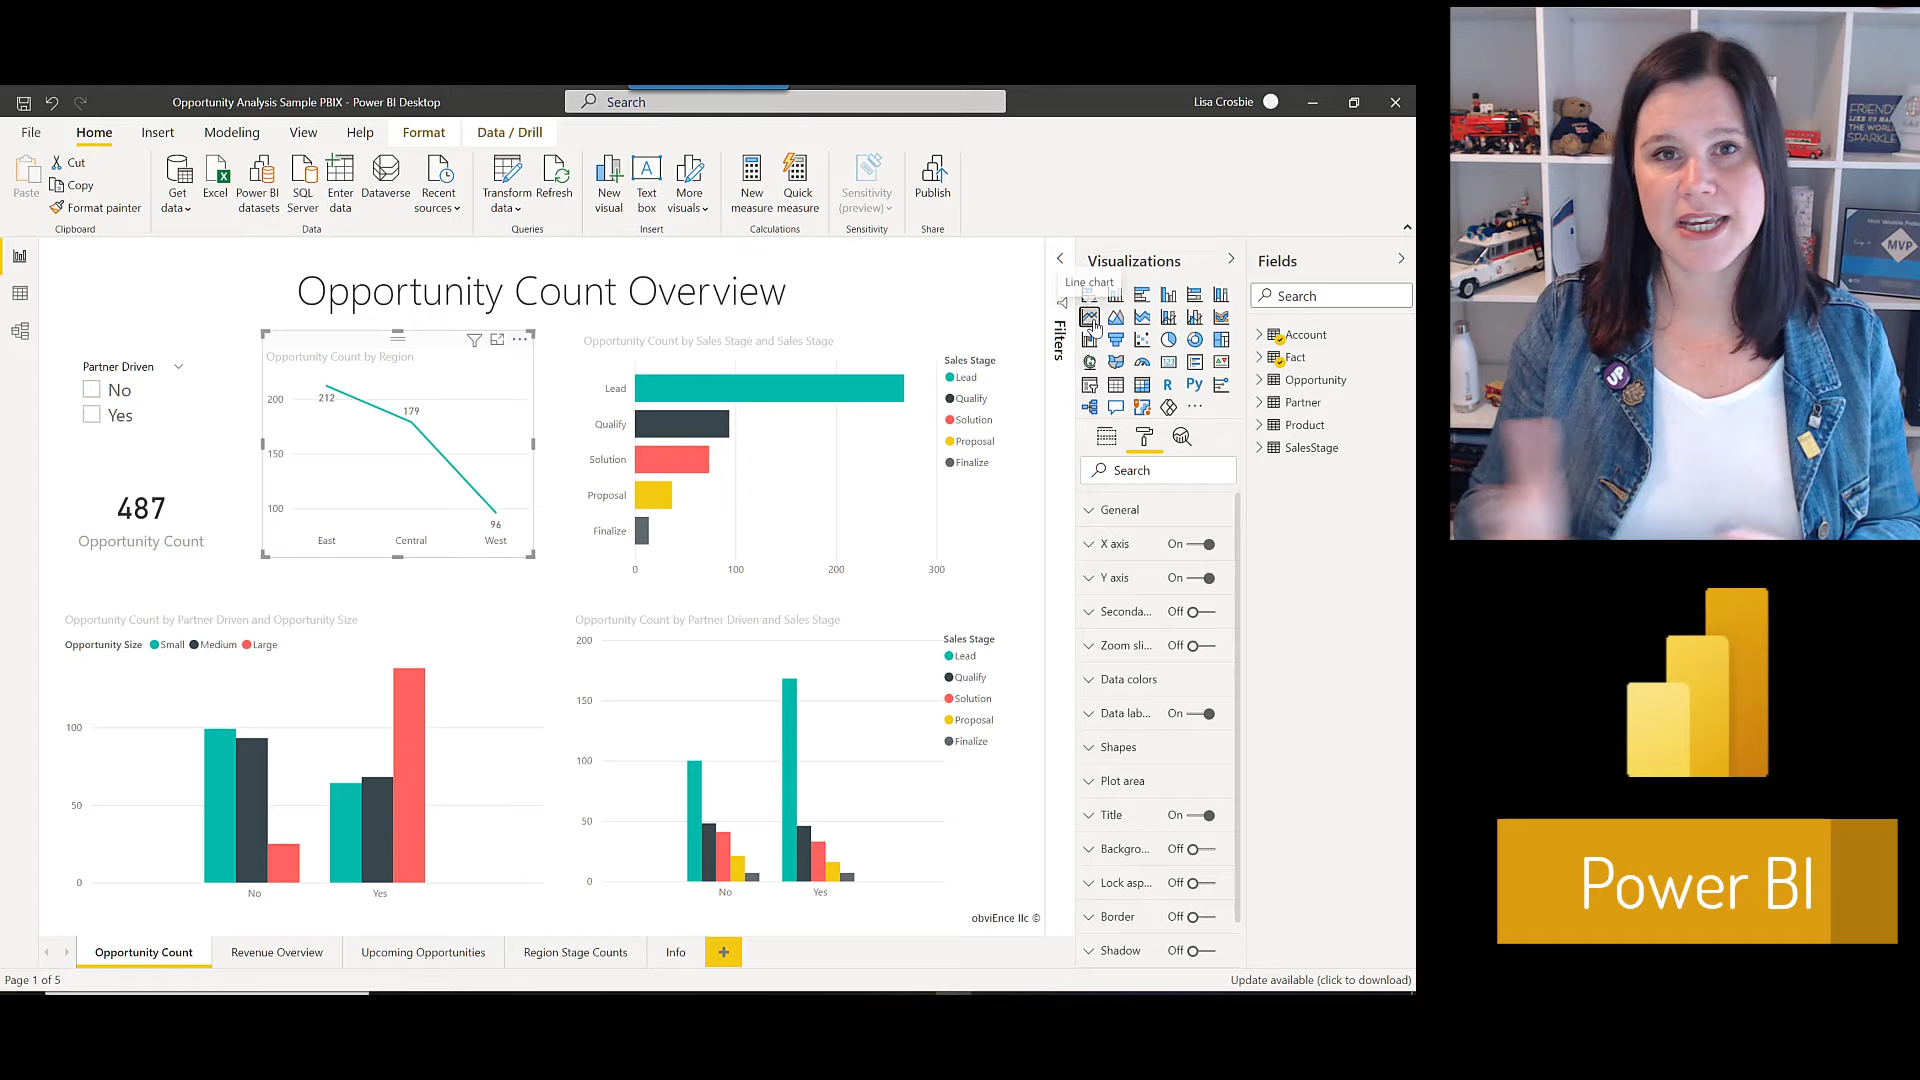 Opportunity Analysis Sample PBIX - Power BI Desktop
Search
Lisa Crosbie
File Home Insert Modeling View Help Format Data / Drill
Paste
Cut
Copy
Format painter
Clipboard
Get data
Excel
Power BI datasets
SQL Server
Enter data
Dataverse
Recent sources
Data
Transform data
Refresh
Queries
New visual
Text box
More visuals
Insert
New measure
Quick measure
Calculations
Sensitivity (preview)
Sensitivity
Publish
Share
Opportunity Count Overview
Partner Driven
No
Yes
487
Opportunity Count
Opportunity Count by Region
200
150
100
212
179
96
East Central West
Opportunity Count by Sales Stage and Sales Stage
Lead
Qualify
Solution
Proposal
Finalize
0 100 200 300
Sales Stage
Lead
Qualify
Solution
Proposal
Finalize
Opportunity Count by Partner Driven and Opportunity Size
Opportunity Size Small Medium Large
100
50
0
No Yes
Opportunity Count by Partner Driven and Sales Stage
200
150
100
50
0
No Yes
Sales Stage
Lead
Qualify
Solution
Proposal
Finalize
obviEnce llc ©
Filters
Visualizations
Line chart
R
Py
123
Search
General
X axis On
Y axis On
Seconda... Off
Zoom sli... Off
Data colors
Data lab... On
Shapes
Plot area
Title On
Backgro... Off
Lock asp... Off
Border Off
Shadow Off
Fields
Search
Account
Fact
Opportunity
Partner
Product
SalesStage
Opportunity Count
Revenue Overview
Upcoming Opportunities
Region Stage Counts
Info
+
Page 1 of 5
Update available (click to download)
FRIENDS
LIKE US MAKE
THE WORLD
SPARKLE
MVP
UP
Power BI